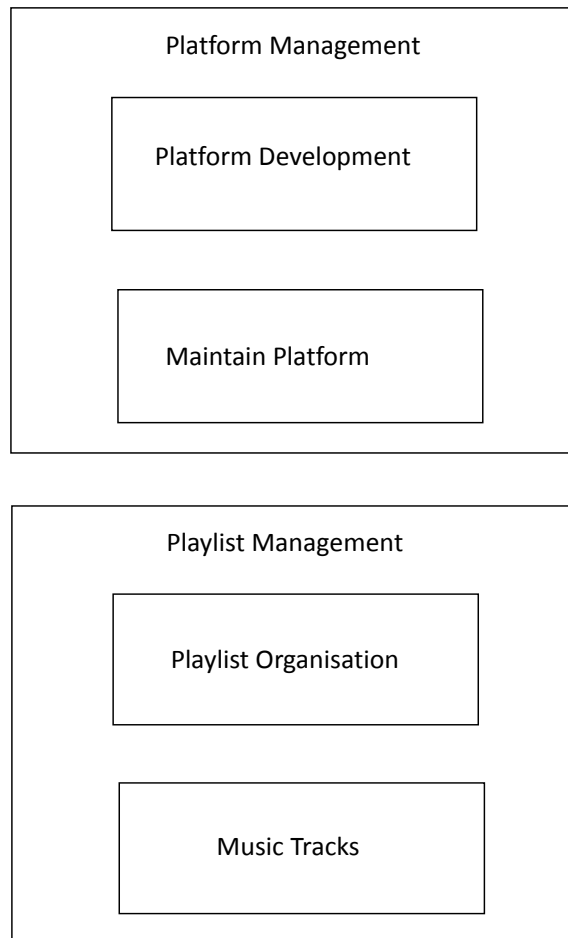 Platform Management
Platform Development
Maintain Platform
Playlist Management
Playlist Organisation
Music Tracks